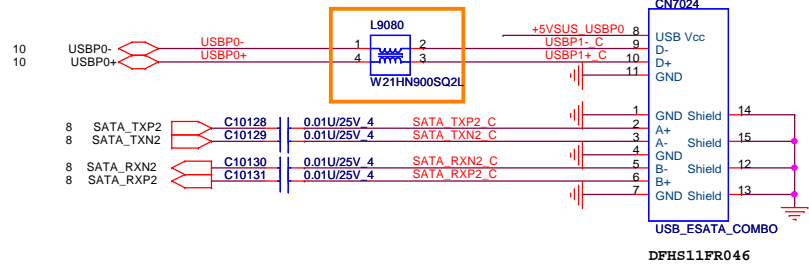 CN7024
L9080
+5VSUS_USBP0 8 USB Vcc
10 USBP0- USBP0- 1 2 USBP1-_C 9 D-
10 USBP0+ USBP0+ 4 3 USBP1+_C 10 D+
11 GND
W21HN900SQ2L
1 GND Shield 14
8 SATA_TXP2 C10128 0.01U/25V_4 SATA_TXP2_C 2 A+
8 SATA_TXN2 C10129 0.01U/25V_4 SATA_TXN2_C 3 A- Shield 15
4 GND
8 SATA_RXN2 C10130 0.01U/25V_4 SATA_RXN2_C 5 B- Shield 12
8 SATA_RXP2 C10131 0.01U/25V_4 SATA_RXP2_C 6 B+
7 GND Shield 13
USB_ESATA_COMBO
DFHS11FR046